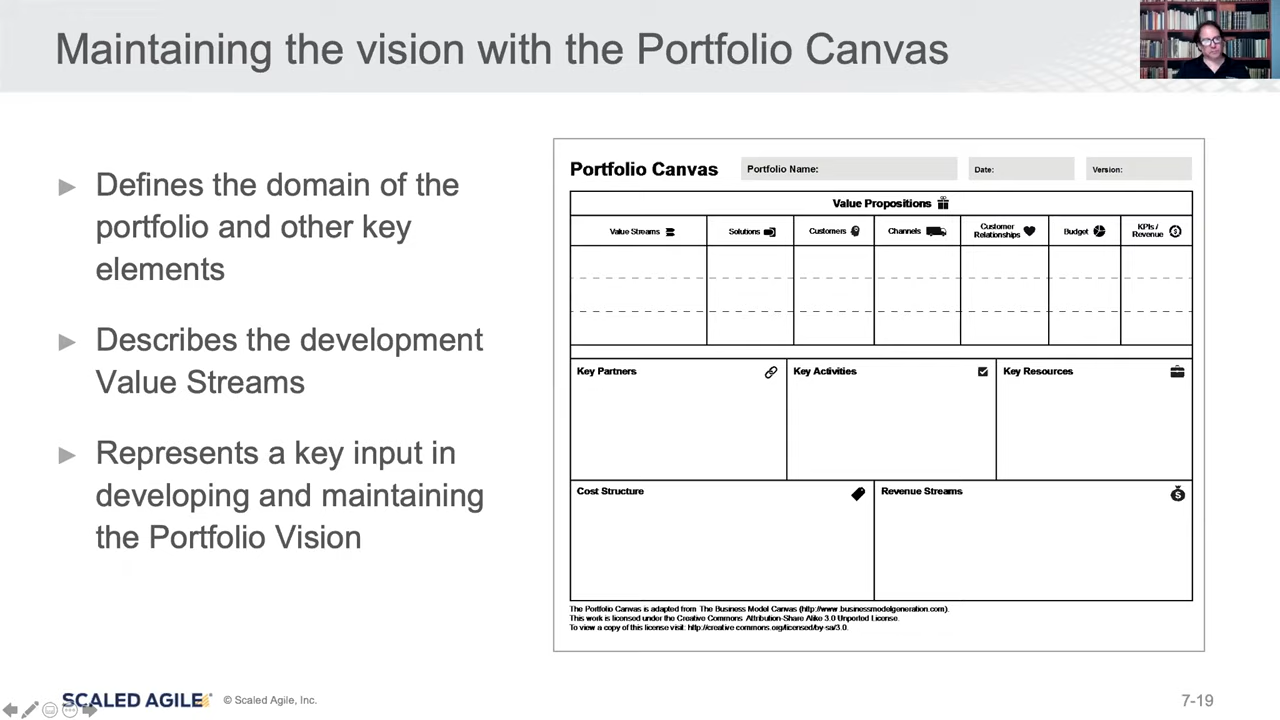 Maintaining the vision with the Portfolio Canvas
Defines the domain of the
portfolio and other key
elements
Describes the development
Value Streams
Represents a key input in
developing and maintaining
the Portfolio Vision
Portfolio Canvas
Portfolio Name:
Date:
Version:
Value Propositions
Value Streams
Solutions
Customers
Channels
Customer
Relationships
Budget
KPIs /
Revenue
Key Partners
Key Activities
Key Resources
Cost Structure
Revenue Streams
The Portfolio Canvas is adapted from The Business Model Canvas (http://www.businessmodelgeneration.com).
This work is licensed under the Creative Commons Attribution-Share Alike 3.0 Unported License.
To view a copy of this license visit: http://creative commons.org/licensed/by-sa/3.0.
SCALED AGILE
© Scaled Agile, Inc.
7-19